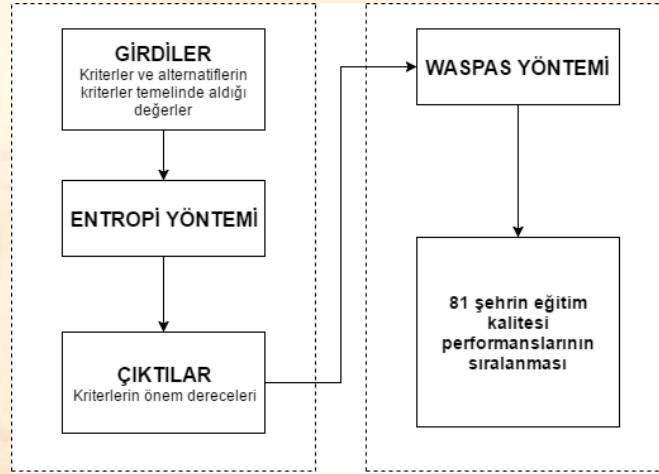 GİRDİLER
Kriterler ve alternatiflerin
kriterler temelinde aldığı
değerler
ENTROPİ YÖNTEMİ
ÇIKTILAR
Kriterlerin önem dereceleri
WASPAS YÖNTEMİ
81 şehrin eğitim
kalitesi
performanslarının
sıralanması